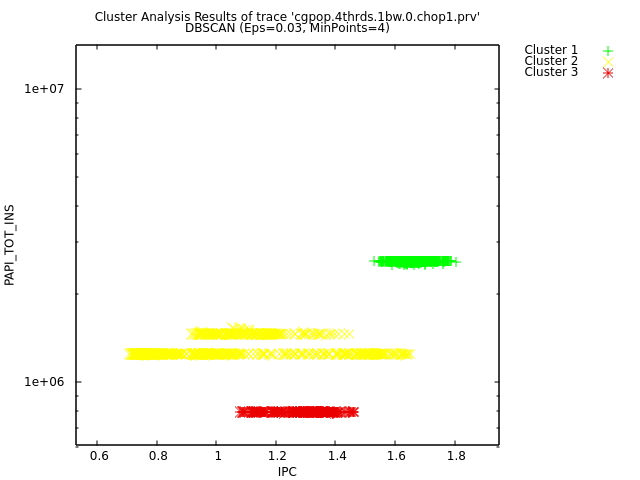 Cluster Analysis Results of trace 'cgpop.4thrds.1bw.0.chop1.prv'
DBSCAN (Eps=0.03, MinPoints=4)
Cluster 1
Cluster 2
Cluster 3
1e+07
PAPI_TOT_INS
1e+06
0.6 0.8 1 1.2 1.4 1.6 1.8
IPC